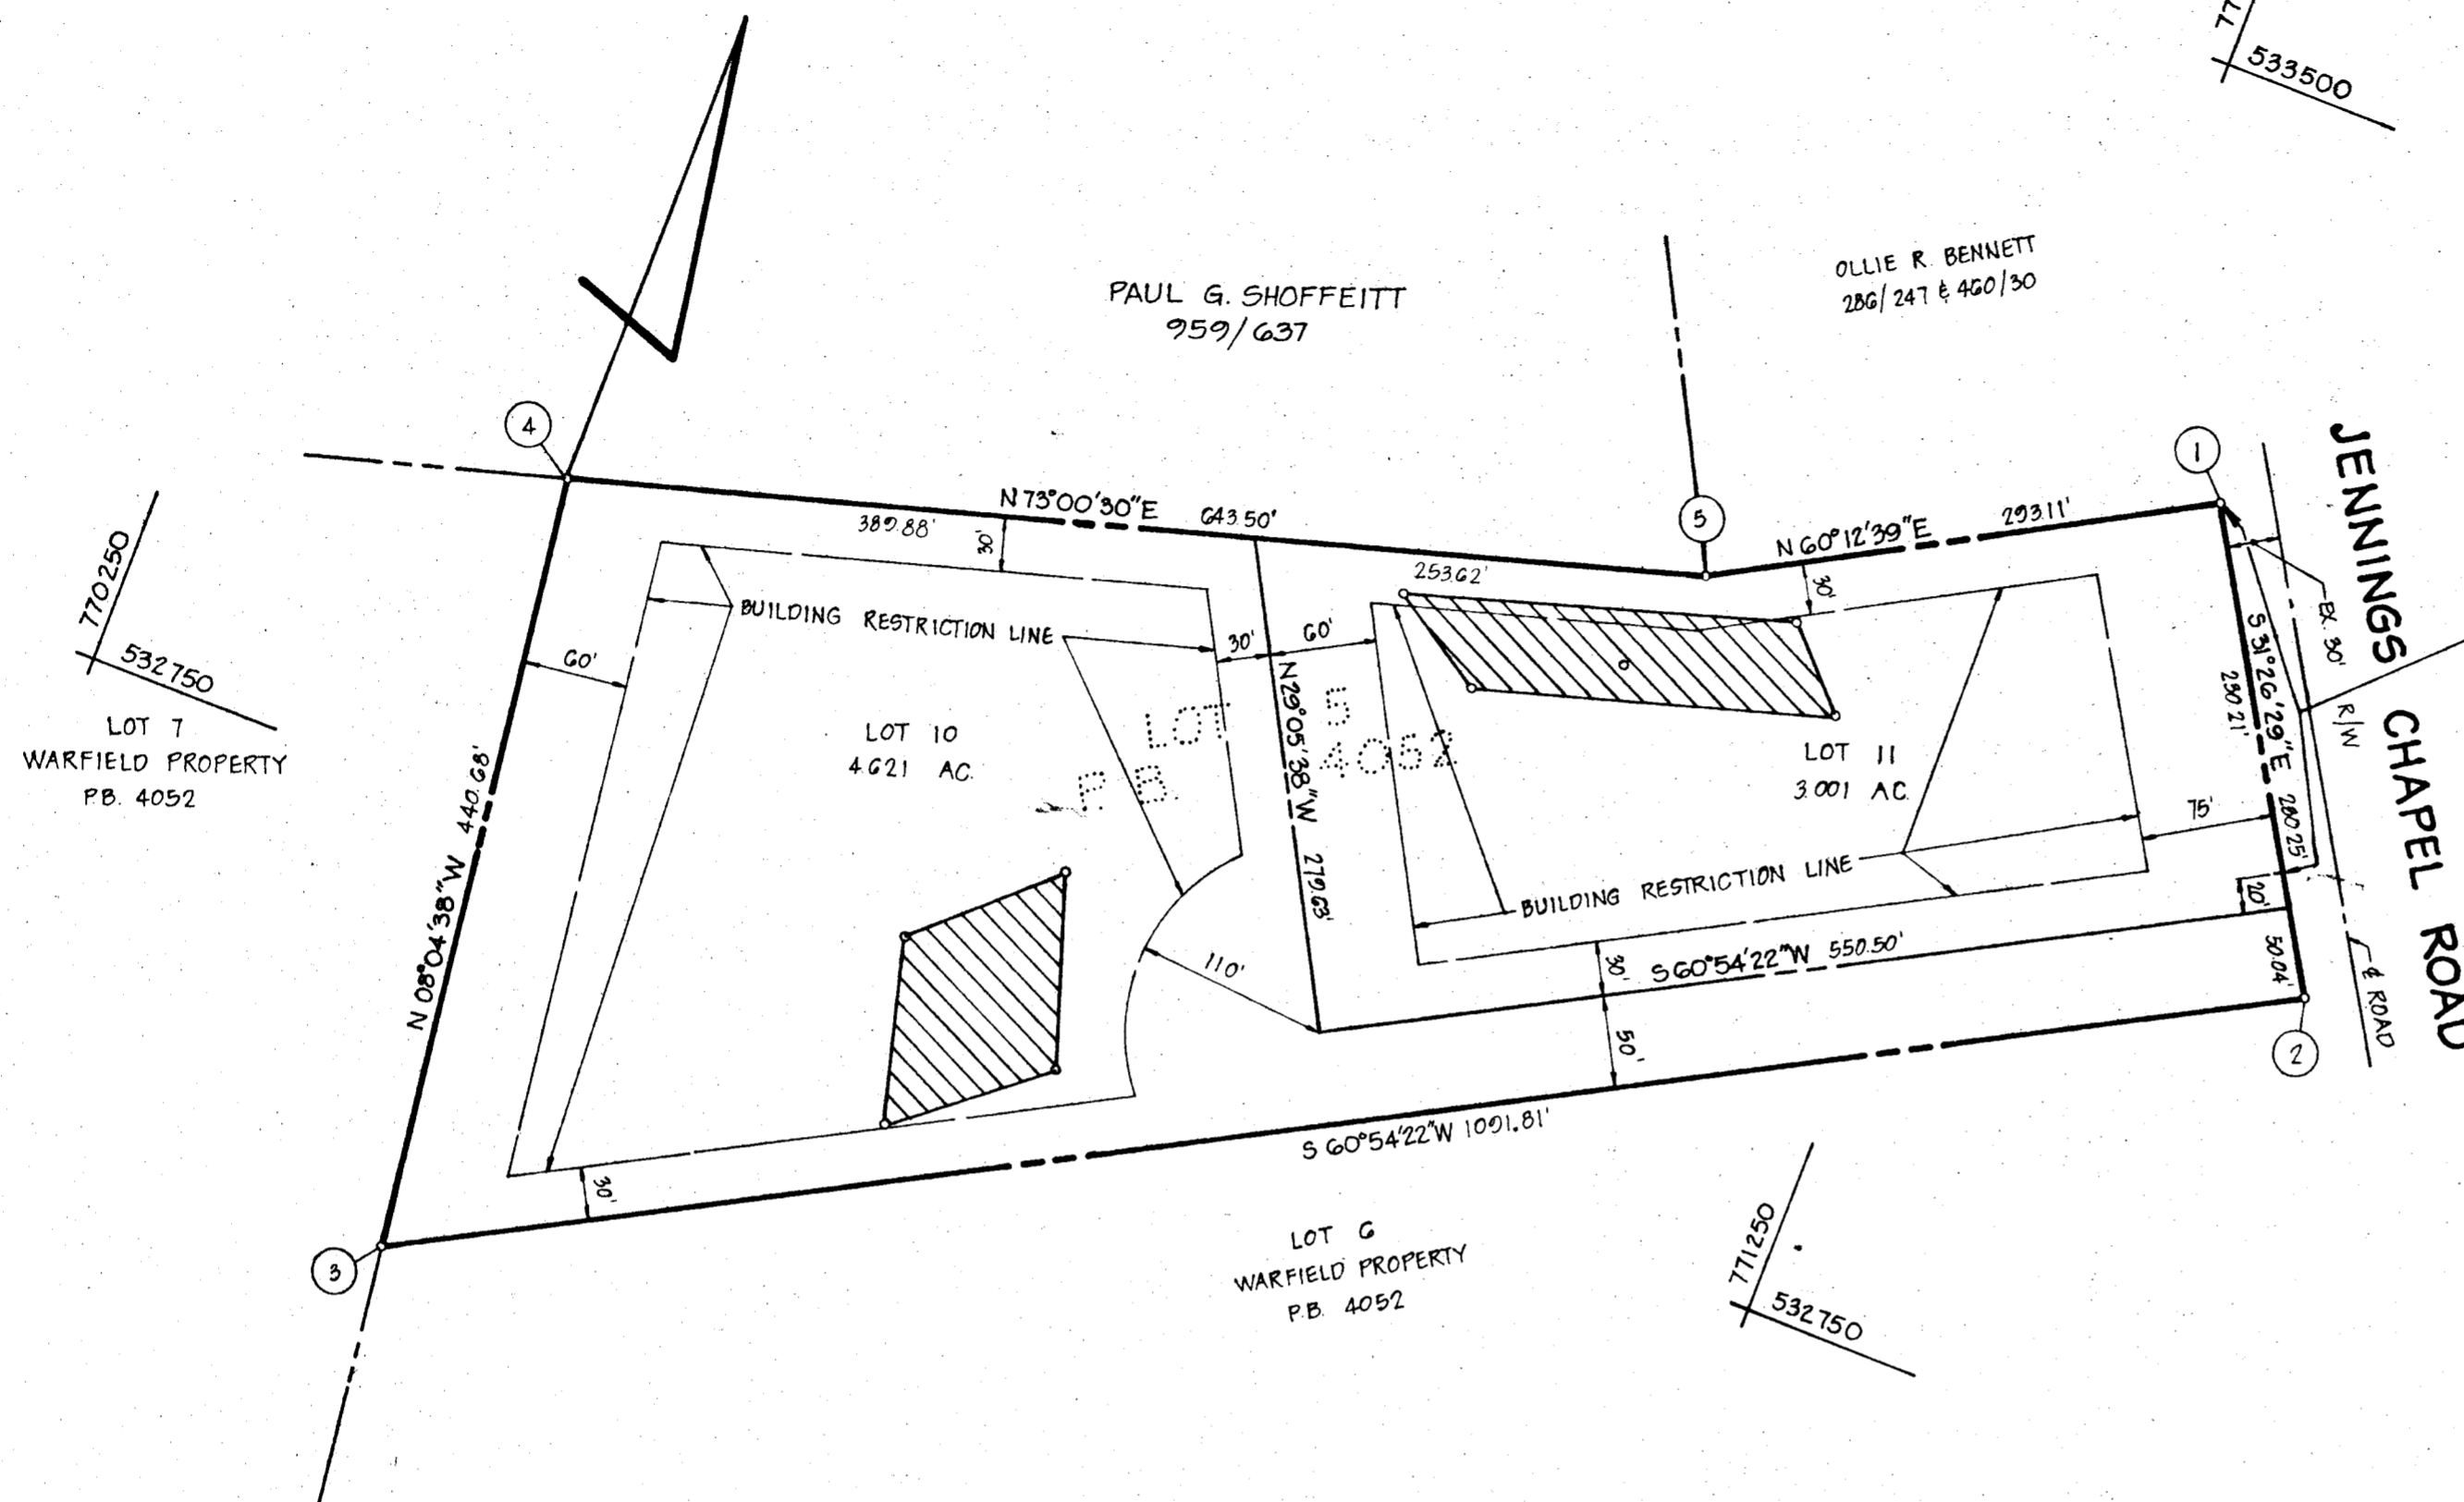 533500
77
PAUL G. SHOFFEITT
959/637
OLLIE R. BENNETT
286/247 & 460/30
4
1
5
N 73°00'30"E 643.50'
389.88'
30'
253.62'
N 60°12'39"E 293.11'
30'
JENNINGS CHAPEL ROAD
EX. 30' R/W
S 31°26'29"E 280.25'
230.21'
770250
532750
LOT 7
WARFIELD PROPERTY
P.B. 4052
BUILDING RESTRICTION LINE
60'
30'
60'
N 08°04'38"W 440.68'
LOT 10
4.621 AC.
LOT 5
P.B. 4052
N 29°05'38"W 279.63'
LOT 11
3.001 AC.
75'
BUILDING RESTRICTION LINE
20'
110'
30'
S 60°54'22"W 550.50'
50.04'
₵ ROAD
50'
2
S 60°54'22"W 1091.81'
30'
3
LOT 6
WARFIELD PROPERTY
P.B. 4052
771250
532750